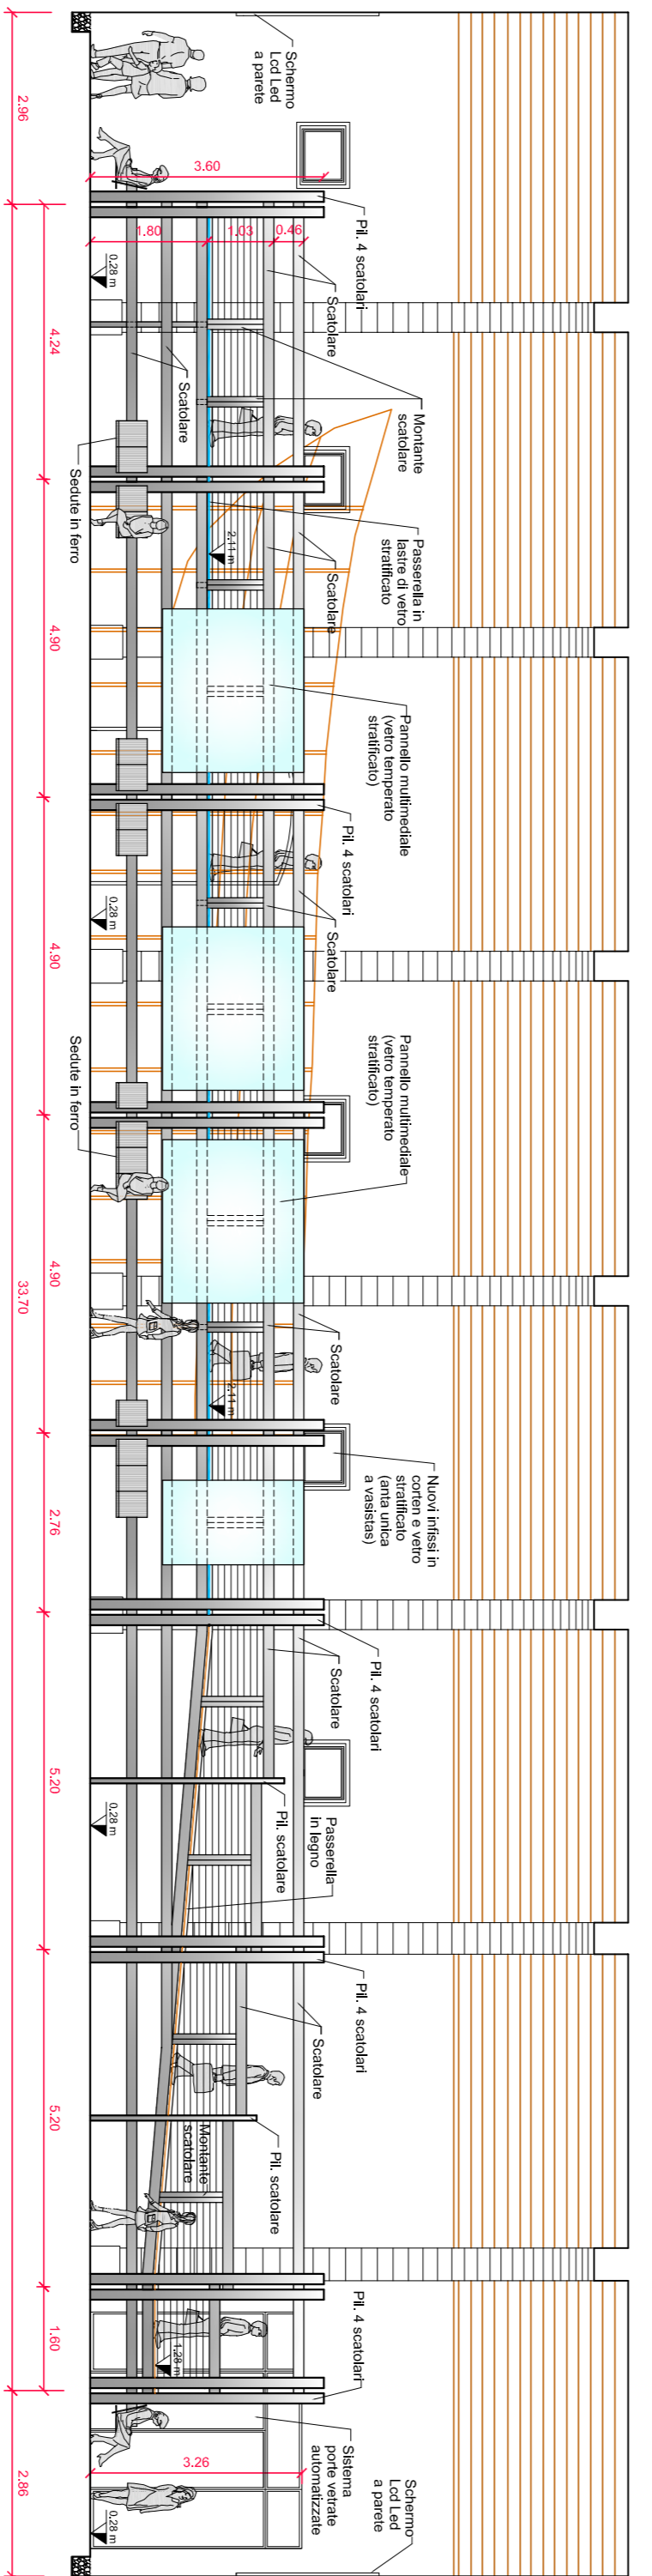 Schermo
Lcd Led
a parete
2.96
3.60
Pil. 4 scatolari
1.80
1.03
0.46
Scatolare
0.28 m
4.24
Scatolare
Montante
scatolare
Sedute in ferro
Passerella in
lastre di vetro
stratificato
2.11 m
Scatolare
4.90
Pannello multimediale
(vetro temperato
stratificato)
Pil. 4 scatolari
Scatolare
0.28 m
4.90
Sedute in ferro
Pannello multimediale
(vetro temperato
stratificato)
4.90
33.70
Scatolare
2.11 m
Nuovi infissi in
corten e vetro
stratificato
(anta unica
a vasistas)
2.76
Pil. 4 scatolari
Scatolare
5.20
Pil. scatolare
0.28 m
Passerella
in legno
Pil. 4 scatolari
Scatolare
5.20
Pil. scatolare
Montante
scatolare
1.60
1.28 m
Pil. 4 scatolari
Sistema
porte vetrate
automatizzate
3.26
2.86
0.28 m
Schermo
Lcd Led
a parete